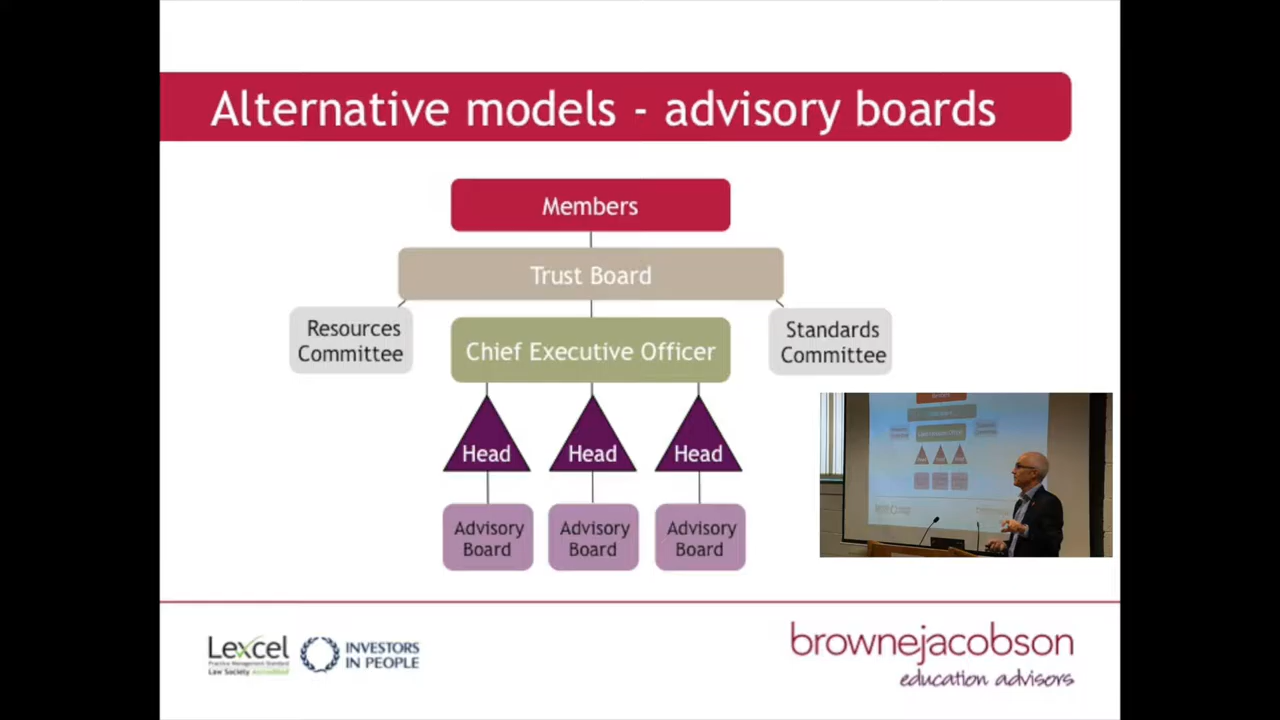 Alternative models - advisory boards
Members
Trust Board
Resources
Committee
Chief Executive Officer
Standards
Committee
Head
Head
Head
Advisory
Board
Advisory
Board
Advisory
Board
Lexcel
Practice Management Standard
Law Society accredited
INVESTORS
IN PEOPLE
brownejacobson
education advisors